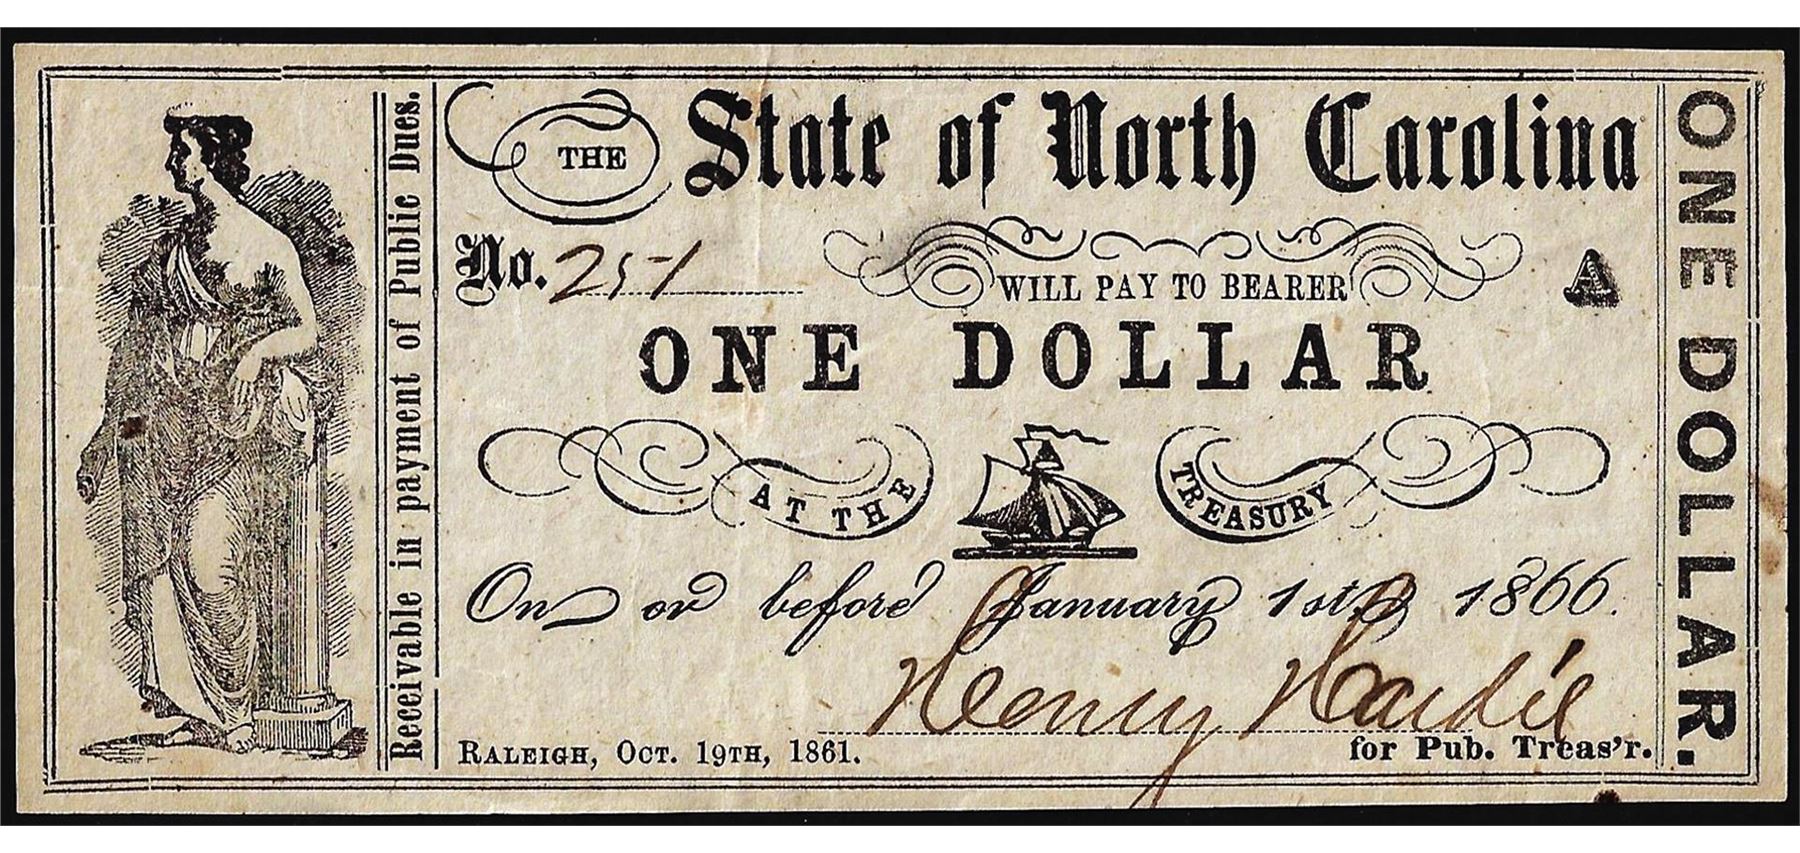 Receivable in payment of Public Dues.
THE State of North Carolina
No. 251
WILL PAY TO BEARER
A
ONE DOLLAR
AT THE TREASURY
On or before January 1st 1866.
Henry Hardie
RALEIGH, OCT. 19TH, 1861.
for Pub. Treas'r.
ONE DOLLAR.